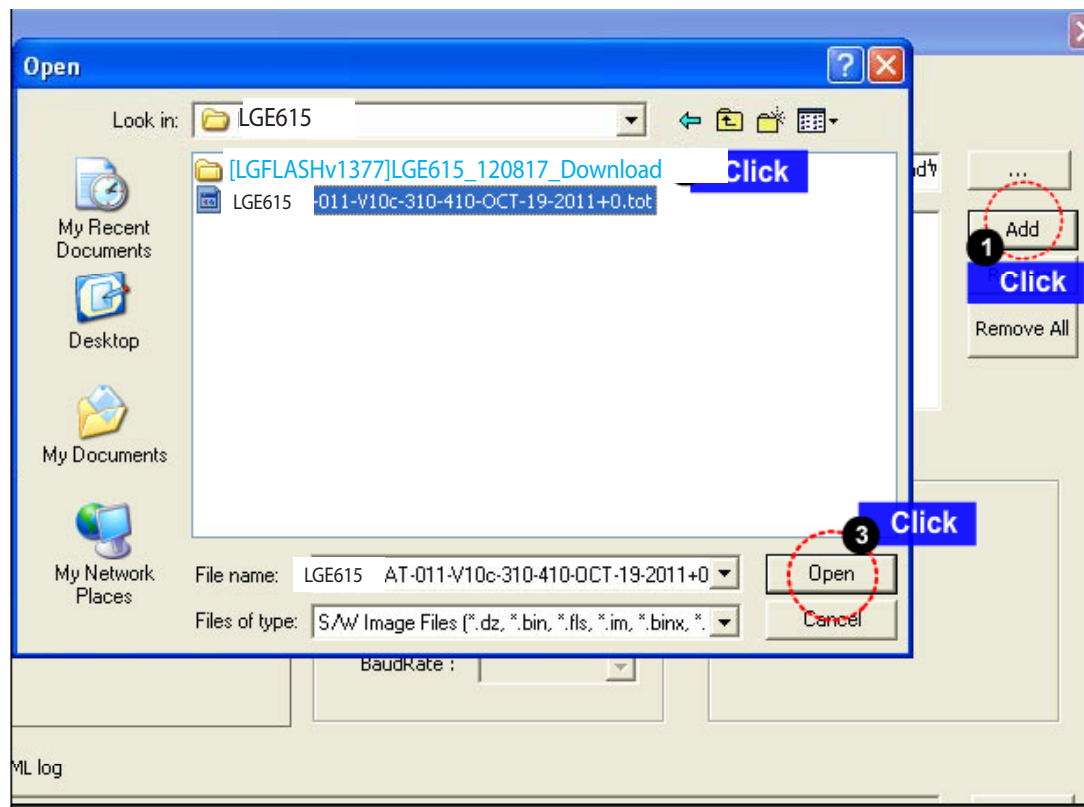 Open
Look in: LGE615
[LGFLASHv1377]LGE615_120817_Download
Click
LGE615 -011-V10c-310-410-OCT-19-2011+0.tot
My Recent
Documents
Desktop
My Documents
My Network
Places
File name: LGE615 AT-011-V10c-310-410-OCT-19-2011+0
Files of type: S/W Image Files (*.dz, *.bin, *.fls, *.im, *.binx, *.
3
Click
Open
Cancel
...
Add
1
Click
Remove All
BaudRate :
ML log